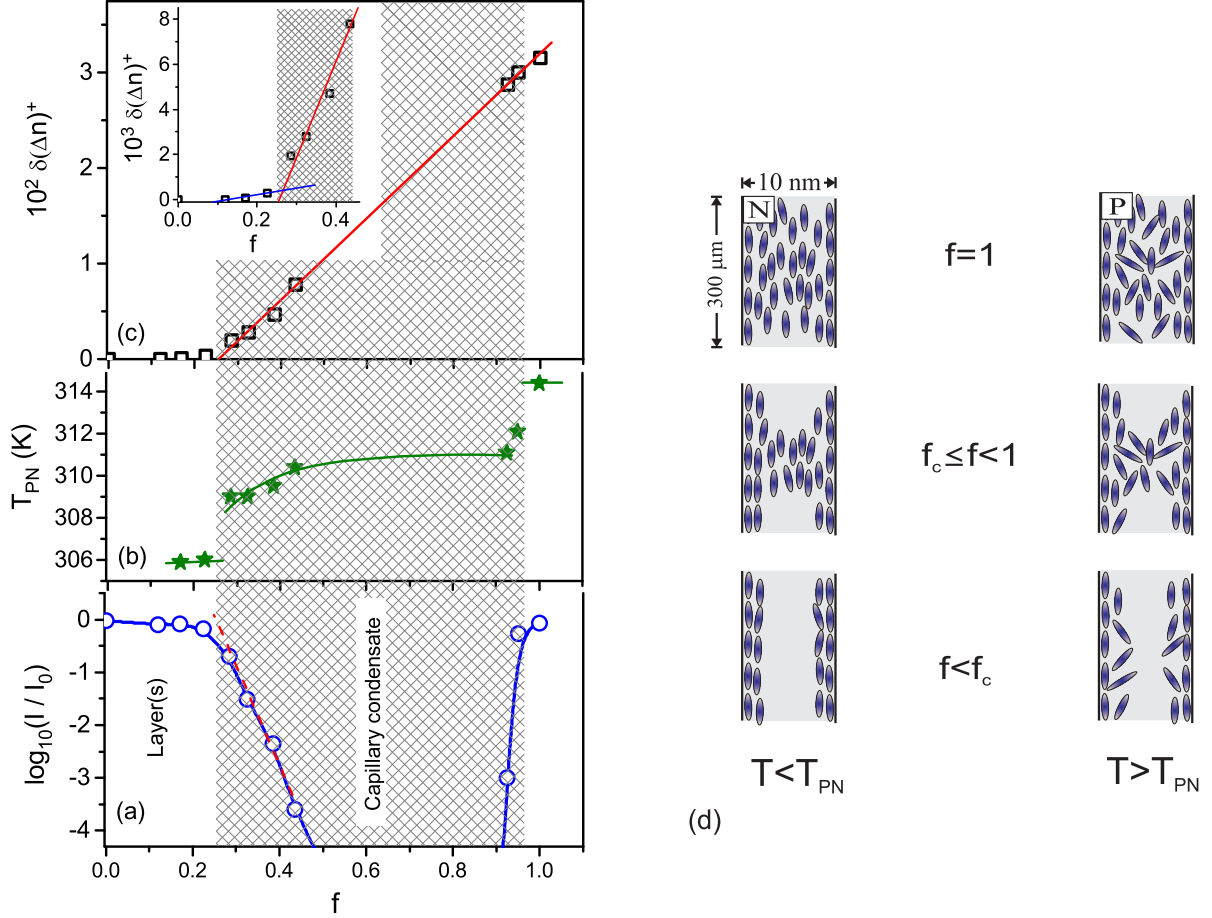 10² δ(Δn)⁺
3
2
1
0
(c)
10³ δ(Δn)⁺
8
6
4
2
0
0.0
0.2
0.4
f
T_PN (K)
314
312
310
308
306
(b)
log₁₀(I / I₀)
0
-1
-2
-3
-4
Layer(s)
Capillary condensate
(a)
0.0
0.2
0.4
0.6
0.8
1.0
f
10 nm
300 μm
N
P
f=1
f_c≤f<1
f<f_c
T<T_PN
T>T_PN
(d)